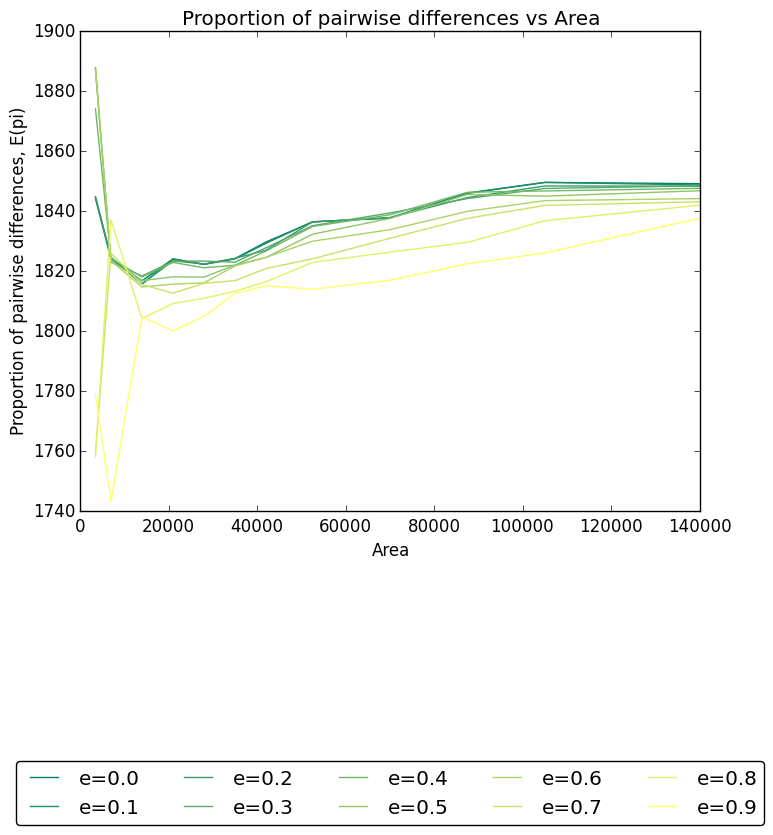 Proportion of pairwise differences vs Area
1900
1880
1860
1840
1820
1800
1780
1760
1740
Proportion of pairwise differences, E(pi)
0 20000 40000 60000 80000 100000 120000 140000
Area
e=0.0 e=0.2 e=0.4 e=0.6 e=0.8
e=0.1 e=0.3 e=0.5 e=0.7 e=0.9